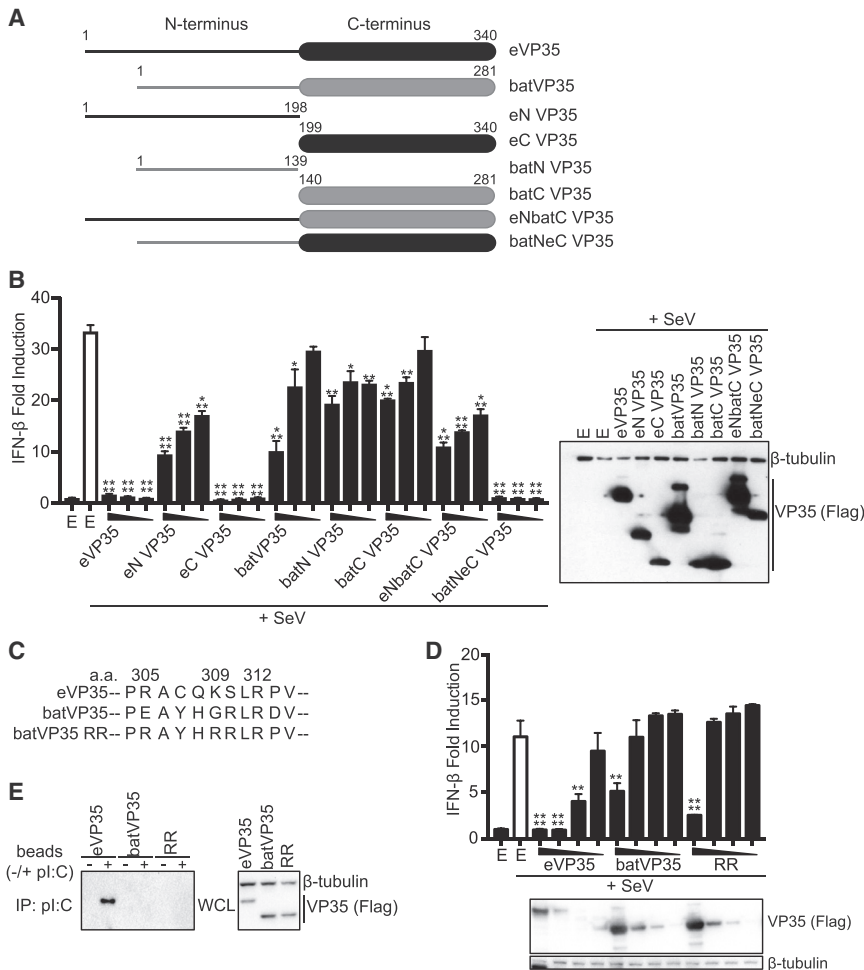 A
N-terminus C-terminus
1 340
eVP35
1 281
batVP35
1 198
eN VP35
199 340
eC VP35
1 139
batN VP35
140 281
batC VP35
eNbatC VP35
batNeC VP35
B
IFN-β Fold Induction
40
30
20
10
0
** ** ** ** ** **
** ** ** ** * ** ** ** ** ** ** **
* ** * ** ** ** * ** ** * ** ** ** * **
** ** ** ** ** **
E E eVP35 eN VP35 eC VP35 batVP35 batN VP35 batC VP35 eNbatC VP35 batNeC VP35
+ SeV
+ SeV
E E eVP35 eN VP35 eC VP35 batVP35 batN VP35 batC VP35 eNbatC VP35 batNeC VP35
β-tubulin
VP35 (Flag)
C
a.a. 305 309 312
eVP35-- P R A C Q K S L R P V--
batVP35-- P E A Y H G R L R D V--
batVP35 RR-- P R A Y H R R L R P V--
D
IFN-β Fold Induction
20
15
10
5
0
** ** ** ** ** ** ** **
E E eVP35 batVP35 RR
+ SeV
VP35 (Flag)
β-tubulin
E
eVP35 batVP35 RR
beads - + - + - +
(-/+ pI:C)
IP: pI:C
eVP35 batVP35 RR
WCL
β-tubulin
VP35 (Flag)